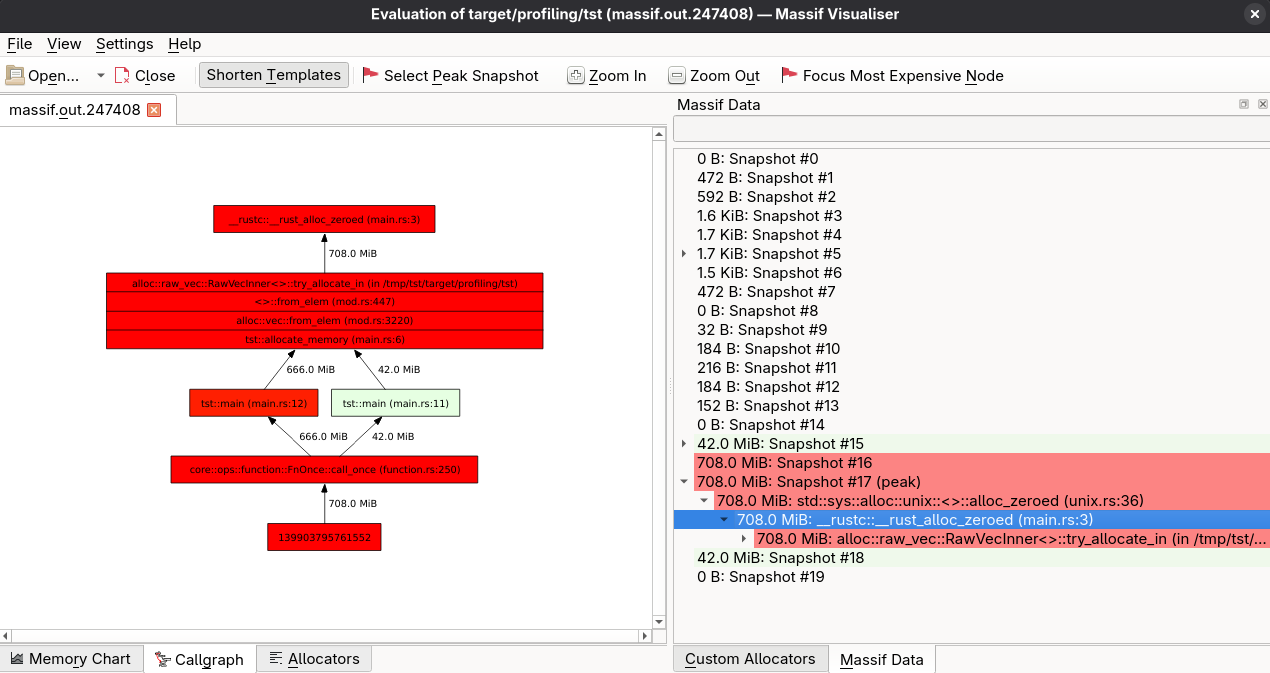 Evaluation of target/profiling/tst (massif.out.247408) — Massif Visualiser
File View Settings Help
Open... Close Shorten Templates Select Peak Snapshot Zoom In Zoom Out Focus Most Expensive Node
massif.out.247408
__rustc::__rust_alloc_zeroed (main.rs:3)
708.0 MiB
alloc::raw_vec::RawVecInner<>::try_allocate_in (in /tmp/tst/target/profiling/tst)
<>::from_elem (mod.rs:447)
alloc::vec::from_elem (mod.rs:3220)
tst::allocate_memory (main.rs:6)
666.0 MiB 42.0 MiB
tst::main (main.rs:12) tst::main (main.rs:11)
666.0 MiB 42.0 MiB
core::ops::function::FnOnce::call_once (function.rs:250)
708.0 MiB
139903795761552
Memory Chart Callgraph Allocators
Massif Data
0 B: Snapshot #0
472 B: Snapshot #1
592 B: Snapshot #2
1.6 KiB: Snapshot #3
1.7 KiB: Snapshot #4
1.7 KiB: Snapshot #5
1.5 KiB: Snapshot #6
472 B: Snapshot #7
0 B: Snapshot #8
32 B: Snapshot #9
184 B: Snapshot #10
216 B: Snapshot #11
184 B: Snapshot #12
152 B: Snapshot #13
0 B: Snapshot #14
42.0 MiB: Snapshot #15
708.0 MiB: Snapshot #16
708.0 MiB: Snapshot #17 (peak)
708.0 MiB: std::sys::alloc::unix::<>::alloc_zeroed (unix.rs:36)
708.0 MiB: __rustc::__rust_alloc_zeroed (main.rs:3)
708.0 MiB: alloc::raw_vec::RawVecInner<>::try_allocate_in (in /tmp/tst/...
42.0 MiB: Snapshot #18
0 B: Snapshot #19
Custom Allocators Massif Data